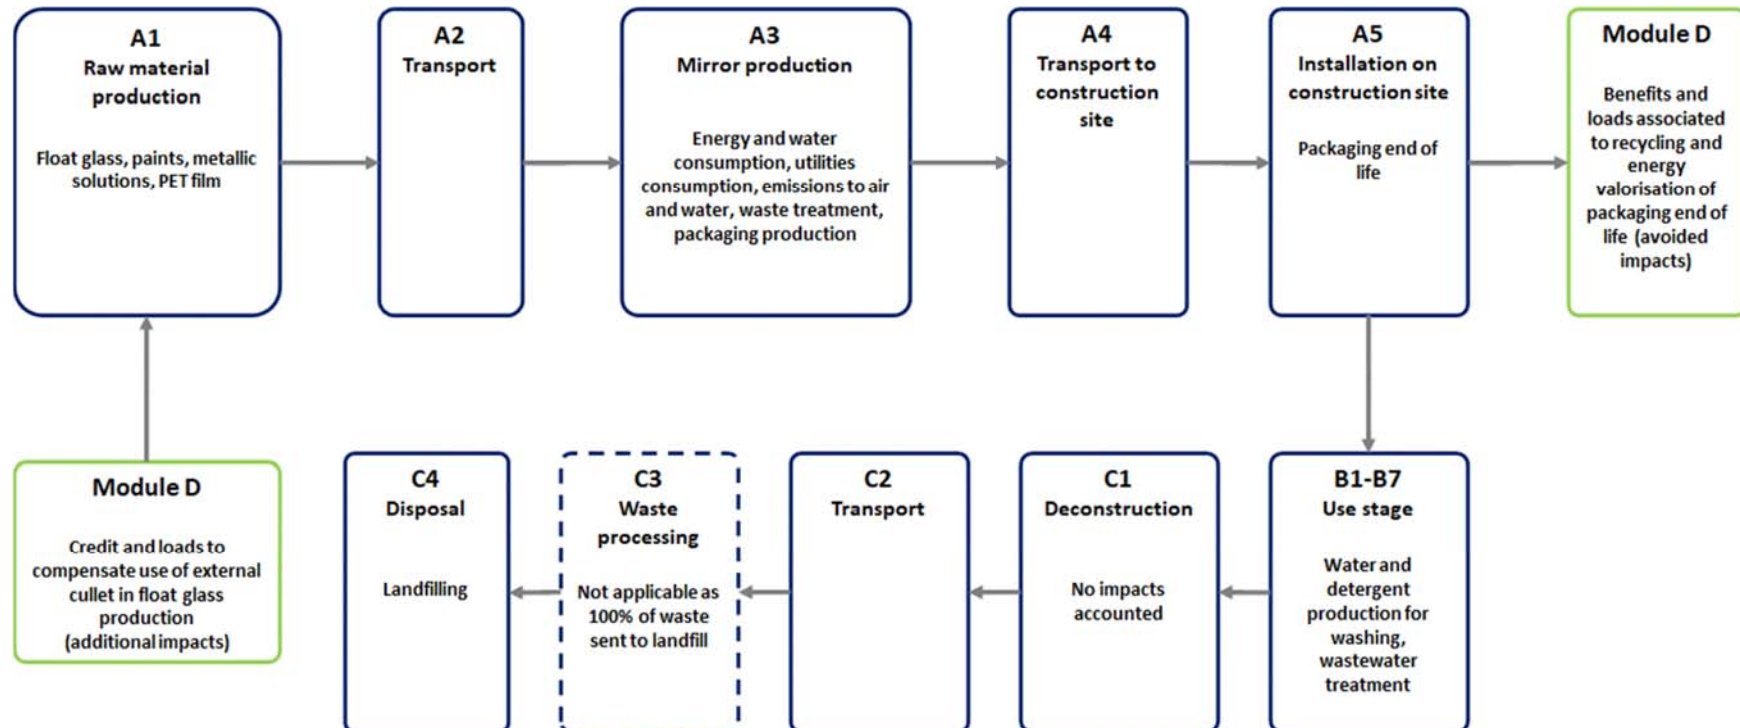 A1
Raw material
production
Float glass, paints, metallic
solutions, PET film
A2
Transport
A3
Mirror production
Energy and water
consumption, utilities
consumption, emissions to air
and water, waste treatment,
packaging production
A4
Transport to
construction
site
A5
Installation on
construction site
Packaging end of
life
Module D
Benefits and
loads associated
to recycling and
energy
valorisation of
packaging end of
life (avoided
impacts)
Module D
Credit and loads to
compensate use of external
cullet in float glass
production
(additional impacts)
C4
Disposal
Landfilling
C3
Waste
processing
Not applicable as
100% of waste
sent to landfill
C2
Transport
C1
Deconstruction
No impacts
accounted
B1-B7
Use stage
Water and
detergent
production for
washing,
wastewater
treatment